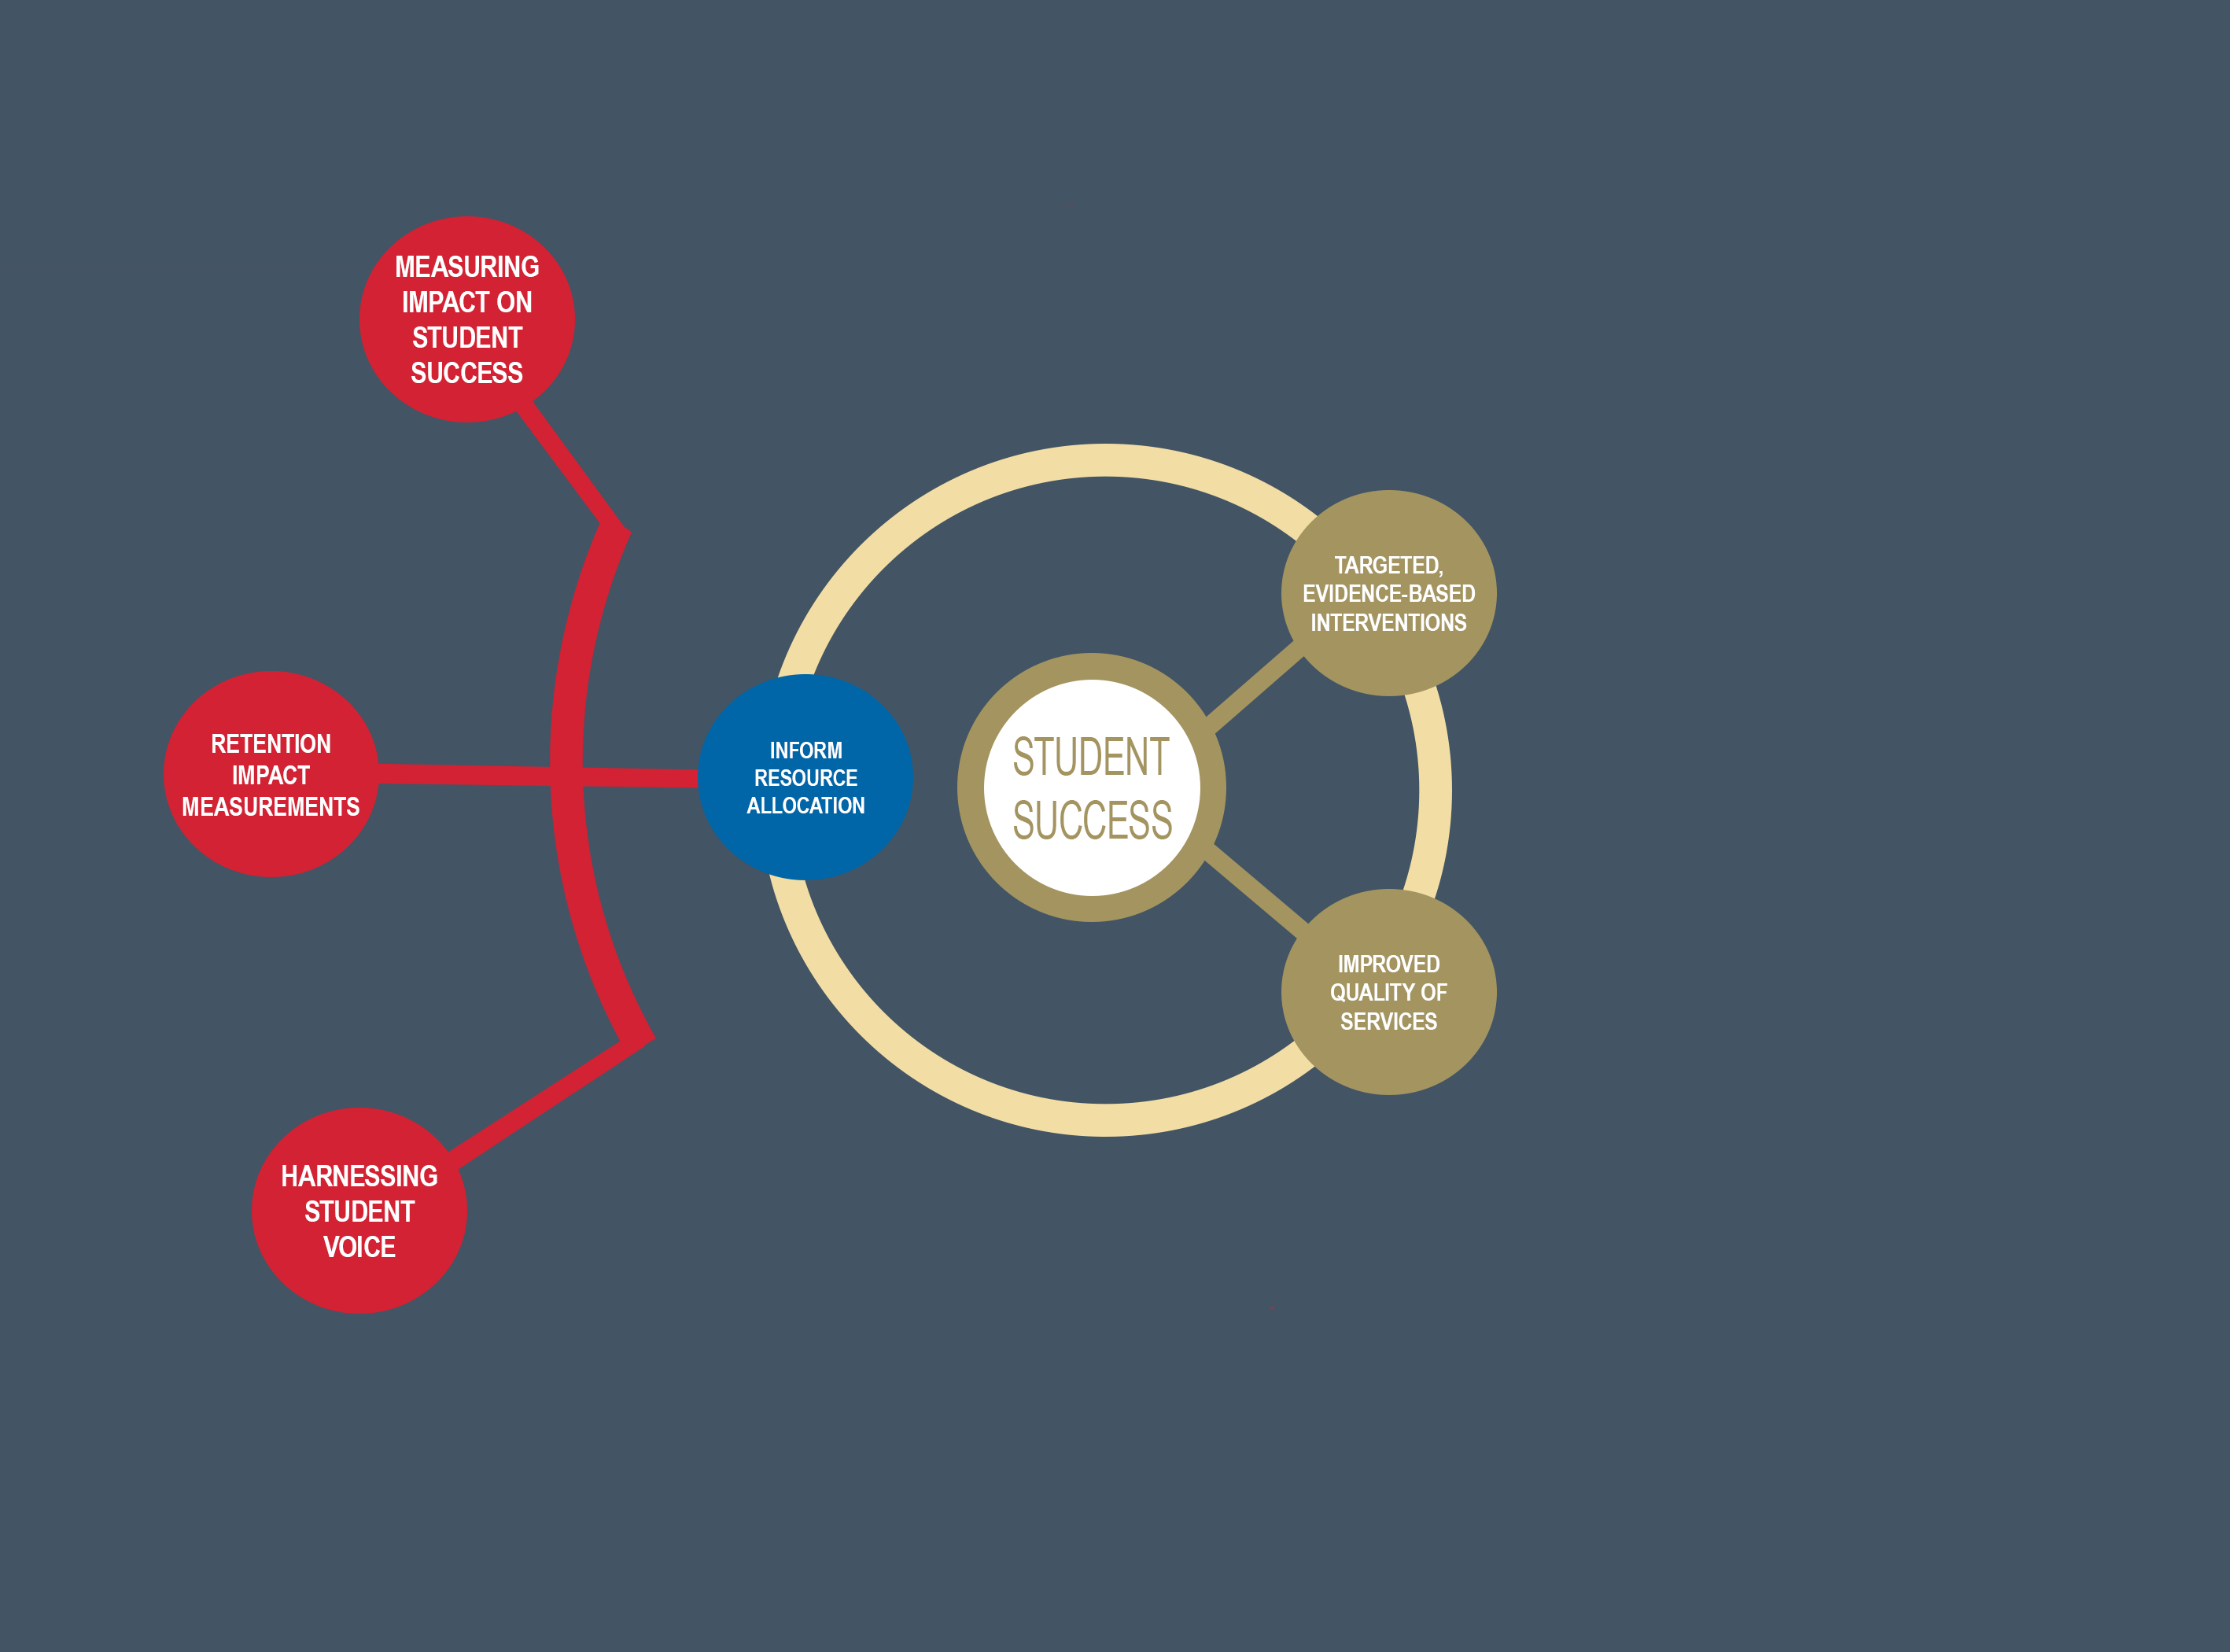 MEASURING
IMPACT ON
STUDENT
SUCCESS
RETENTION
IMPACT
MEASUREMENTS
HARNESSING
STUDENT
VOICE
INFORM
RESOURCE
ALLOCATION
STUDENT
SUCCESS
TARGETED,
EVIDENCE-BASED
INTERVENTIONS
IMPROVED
QUALITY OF
SERVICES